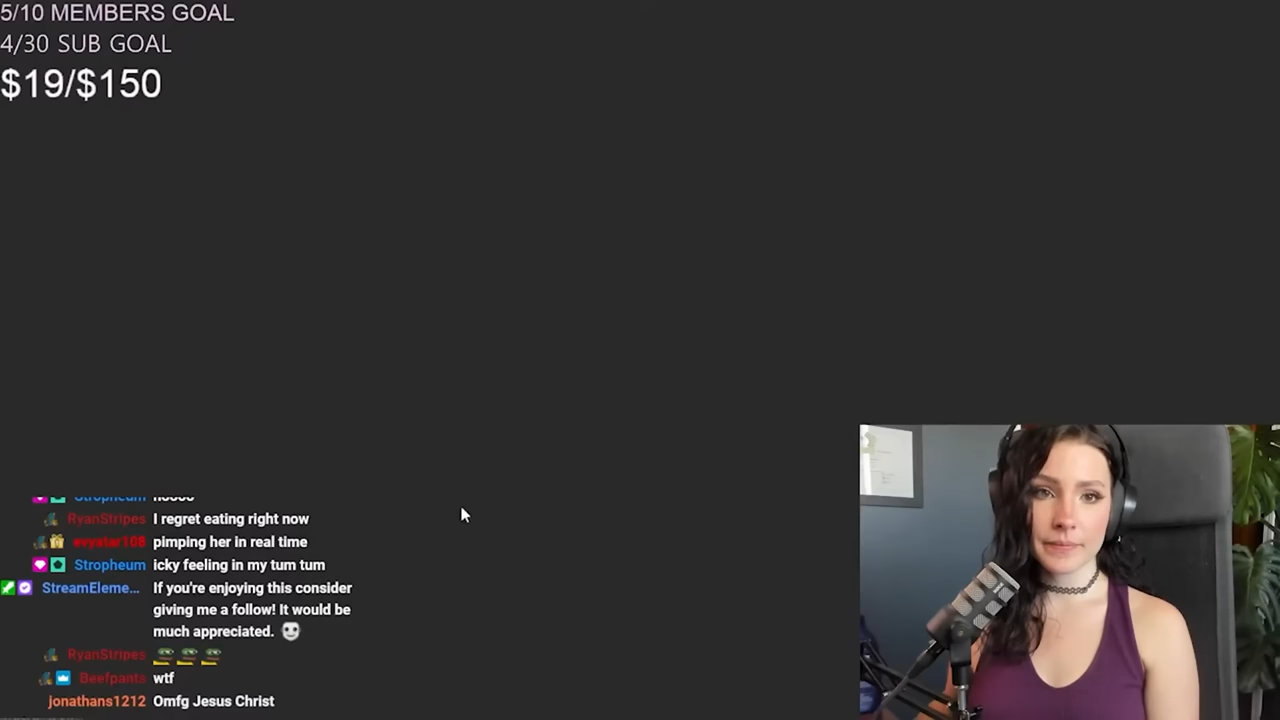 5/10 MEMBERS GOAL
4/30 SUB GOAL
$19/$150
Stropheum
RyanStripes I regret eating right now
evyatar108 pimping her in real time
Stropheum icky feeling in my tum tum
StreamEleme... If you're enjoying this consider
giving me a follow! It would be
much appreciated.
RyanStripes
Beefpants wtf
jonathans1212 Omfg Jesus Christ